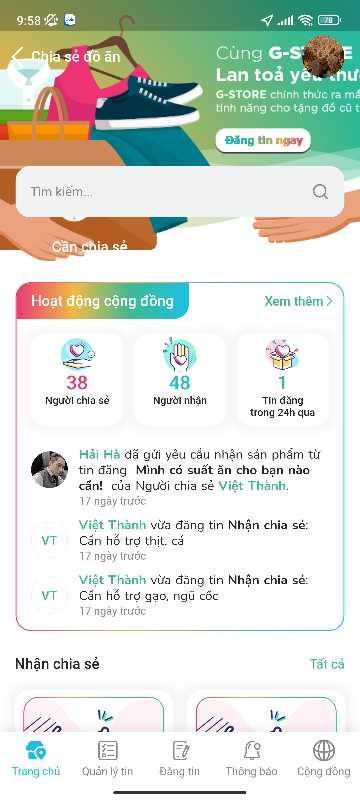 9:58
78
Chia sẻ đồ ăn
Cùng G-STORE
Lan toả yêu thư
G-STORE chính thức ra mắ
tính năng cho tặng đồ cũ t
Đăng tin ngay
Tìm kiếm...
Cần chia sẻ
Hoạt động cộng đồng
Xem thêm
38
Người chia sẻ
48
Người nhận
1
Tin đăng
trong 24h qua
Hải Hà đã gửi yêu cầu nhận sản phẩm từ
tin đăng Mình có suất ăn cho bạn nào
cần! của Người chia sẻ Việt Thành.
17 ngày trước
VT
Việt Thành vừa đăng tin Nhận chia sẻ:
Cần hỗ trợ thịt, cá
17 ngày trước
VT
Việt Thành vừa đăng tin Nhận chia sẻ:
Cần hỗ trợ gạo, ngũ cốc
17 ngày trước
Nhận chia sẻ
Tất cả
Trang chủ
Quản lý tin
Đăng tin
Thông báo
Cộng đồng